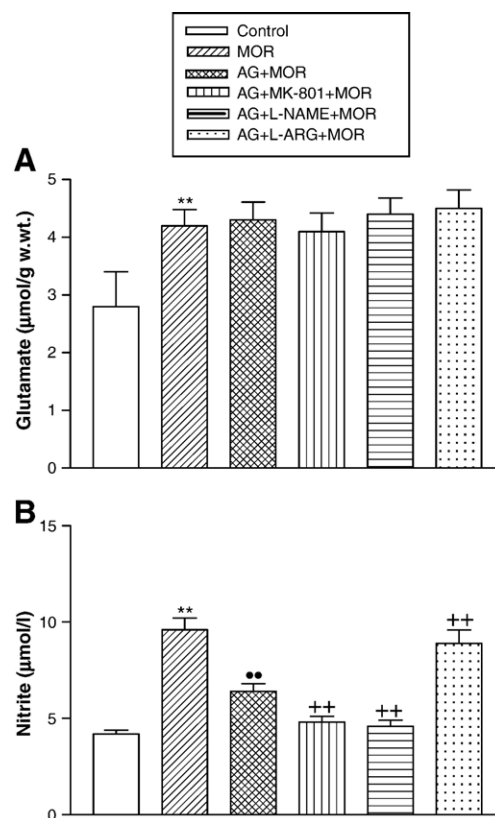 Control
MOR
AG+MOR
AG+MK-801+MOR
AG+L-NAME+MOR
AG+L-ARG+MOR
A
Glutamate (µmol/g w.wt.)
5
4
3
2
1
0
**
B
Nitrite (µmol/l)
15
10
5
0
**
••
++
++
++